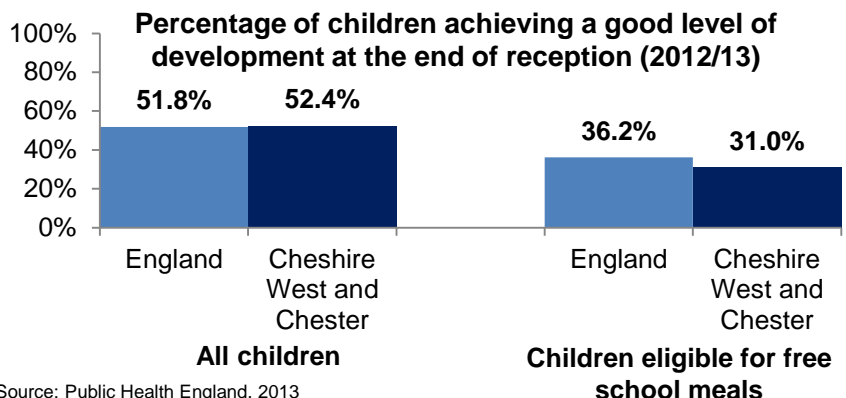 Percentage of children achieving a good level of
development at the end of reception (2012/13)
100%
80%
60%
40%
20%
0%
51.8%
52.4%
36.2%
31.0%
England
Cheshire
West and
Chester
England
Cheshire
West and
Chester
All children
Children eligible for free
school meals
Source: Public Health England, 2013